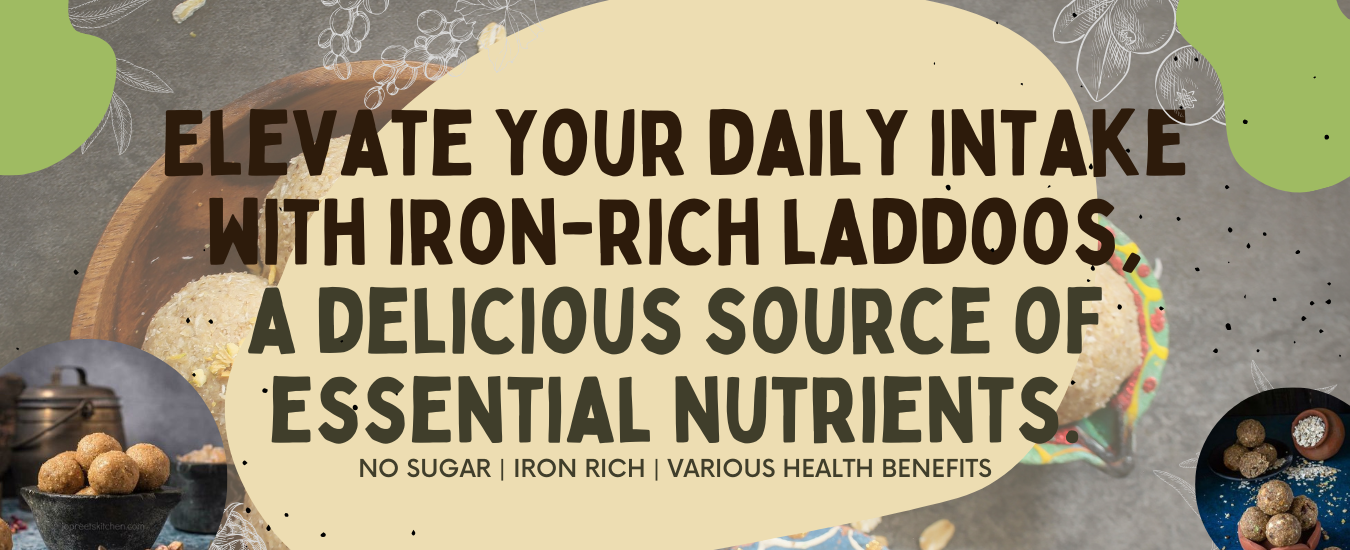 ELEVATE YOUR DAILY INTAKE
WITH IRON-RICH LADDOOS,
A DELICIOUS SOURCE OF
ESSENTIAL NUTRIENTS.
NO SUGAR | IRON RICH | VARIOUS HEALTH BENEFITS